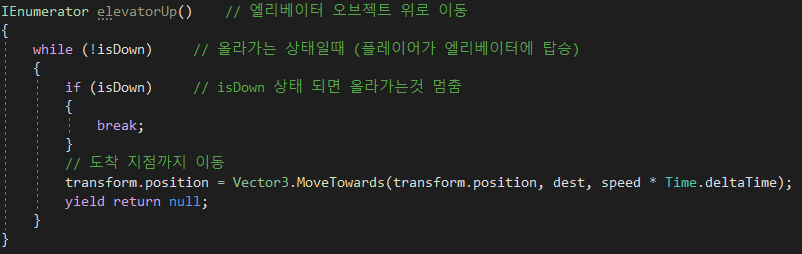 IEnumerator elevatorUp()    // 엘리베이터 오브젝트 위로 이동
{
    while (!isDown)     // 올라가는 상태일때 (플레이어가 엘리베이터에 탑승)
    {
        if (isDown)     // isDown 상태 되면 올라가는것 멈춤
        {
            break;
        }
        // 도착 지점까지 이동
        transform.position = Vector3.MoveTowards(transform.position, dest, speed * Time.deltaTime);
        yield return null;
    }
}